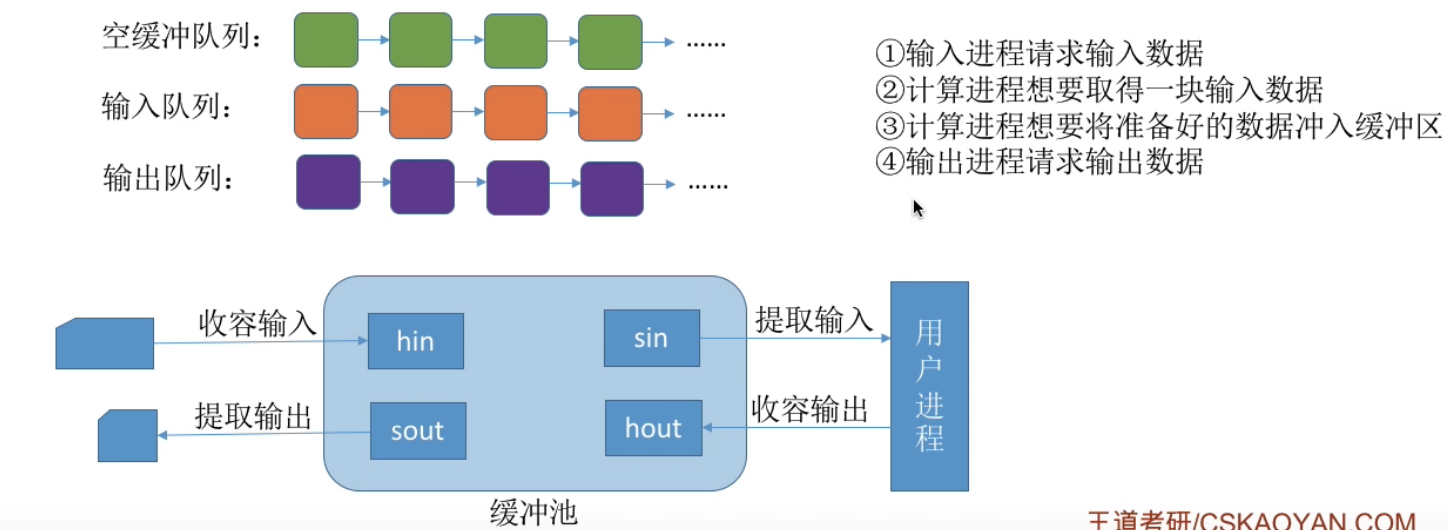 空缓冲队列：
……
输入队列：
……
输出队列：
……
①输入进程请求输入数据
②计算进程想要取得一块输入数据
③计算进程想要将准备好的数据冲入缓冲区
④输出进程请求输出数据
收容输入
hin
sin
提取输入
提取输出
sout
hout
收容输出
用户进程
缓冲池
王道考研/CSKAOYAN.COM